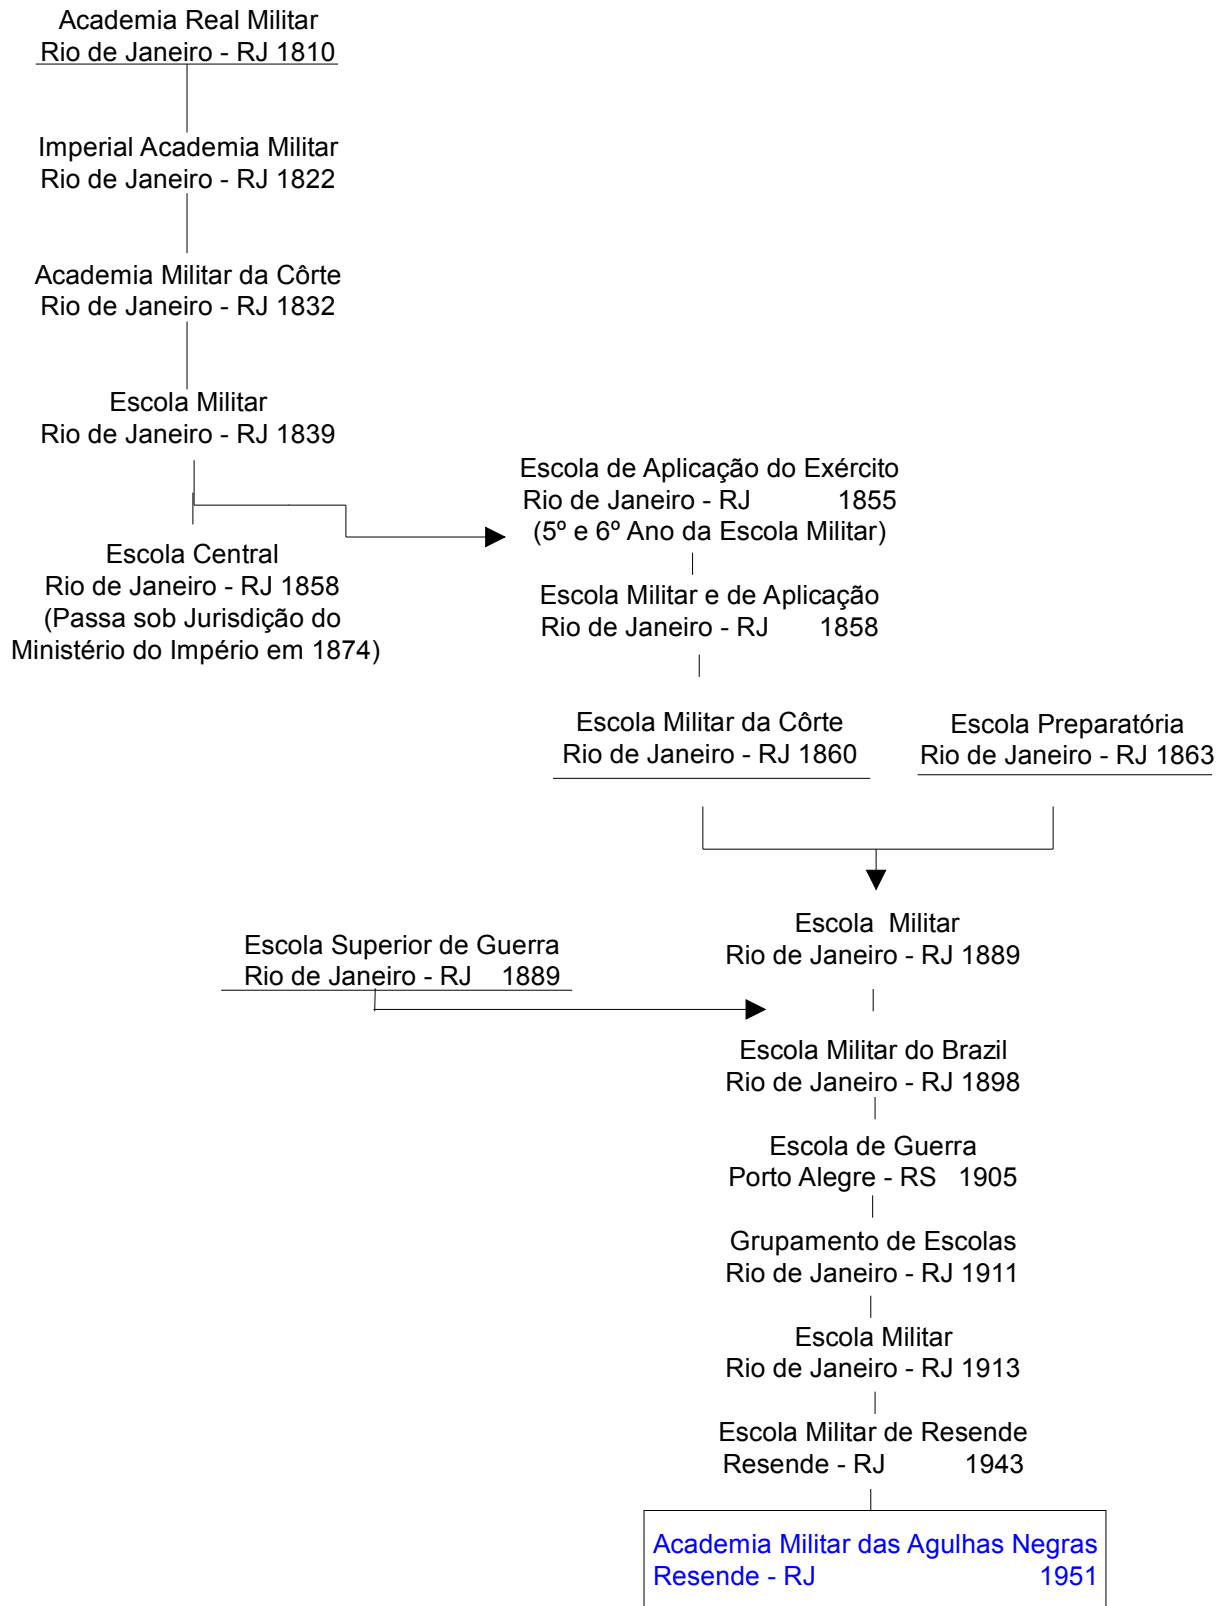 Academia Real Militar
Rio de Janeiro - RJ 1810
Imperial Academia Militar
Rio de Janeiro - RJ 1822
Academia Militar da Côrte
Rio de Janeiro - RJ 1832
Escola Militar
Rio de Janeiro - RJ 1839
Escola Central
Rio de Janeiro - RJ 1858
(Passa sob Jurisdição do
Ministério do Império em 1874)
Escola de Aplicação do Exército
Rio de Janeiro - RJ 1855
(5º e 6º Ano da Escola Militar)
Escola Militar e de Aplicação
Rio de Janeiro - RJ 1858
Escola Militar da Côrte
Rio de Janeiro - RJ 1860
Escola Preparatória
Rio de Janeiro - RJ 1863
Escola Militar
Rio de Janeiro - RJ 1889
Escola Superior de Guerra
Rio de Janeiro - RJ 1889
Escola Militar do Brazil
Rio de Janeiro - RJ 1898
Escola de Guerra
Porto Alegre - RS 1905
Grupamento de Escolas
Rio de Janeiro - RJ 1911
Escola Militar
Rio de Janeiro - RJ 1913
Escola Militar de Resende
Resende - RJ 1943
Academia Militar das Agulhas Negras
Resende - RJ 1951